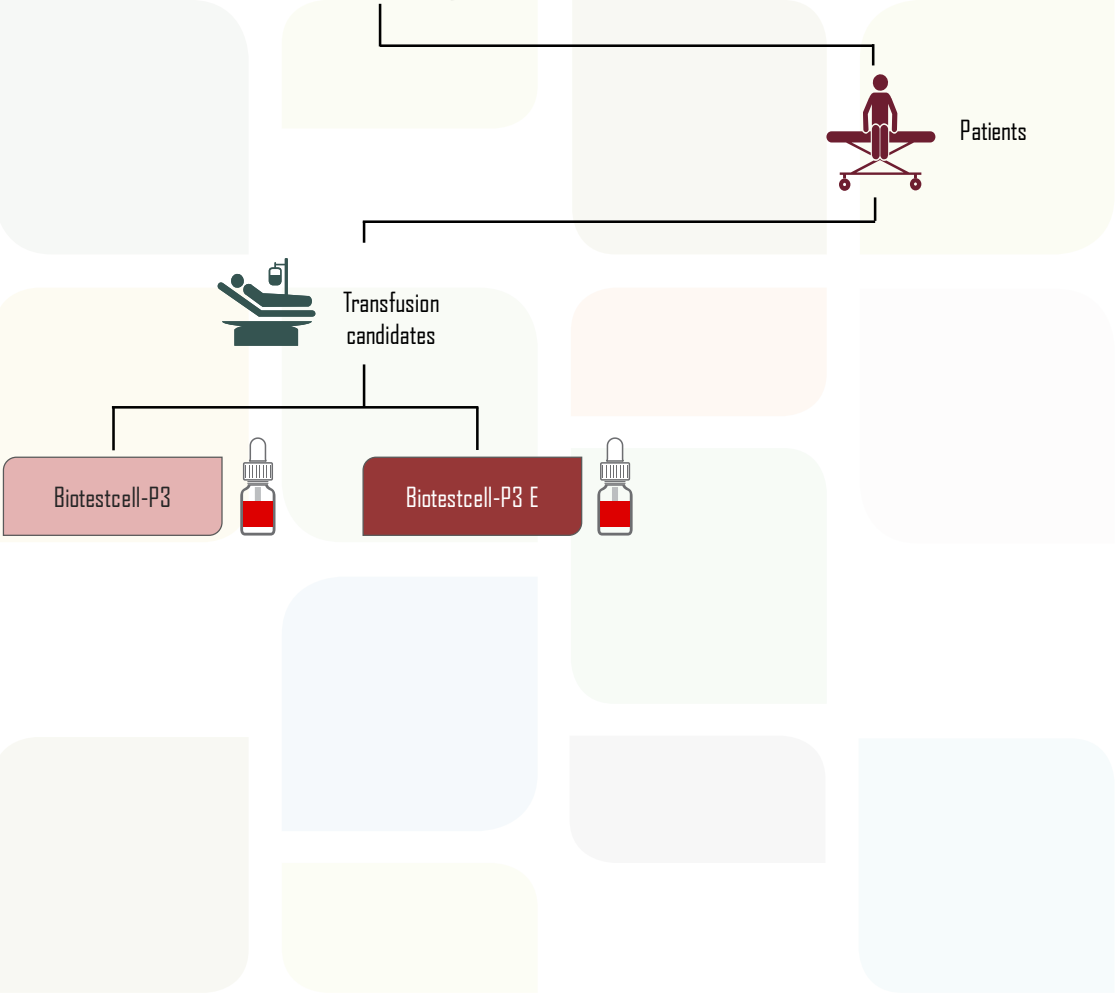 Patients
Transfusion
candidates
Biotestcell-P3
Biotestcell-P3 E